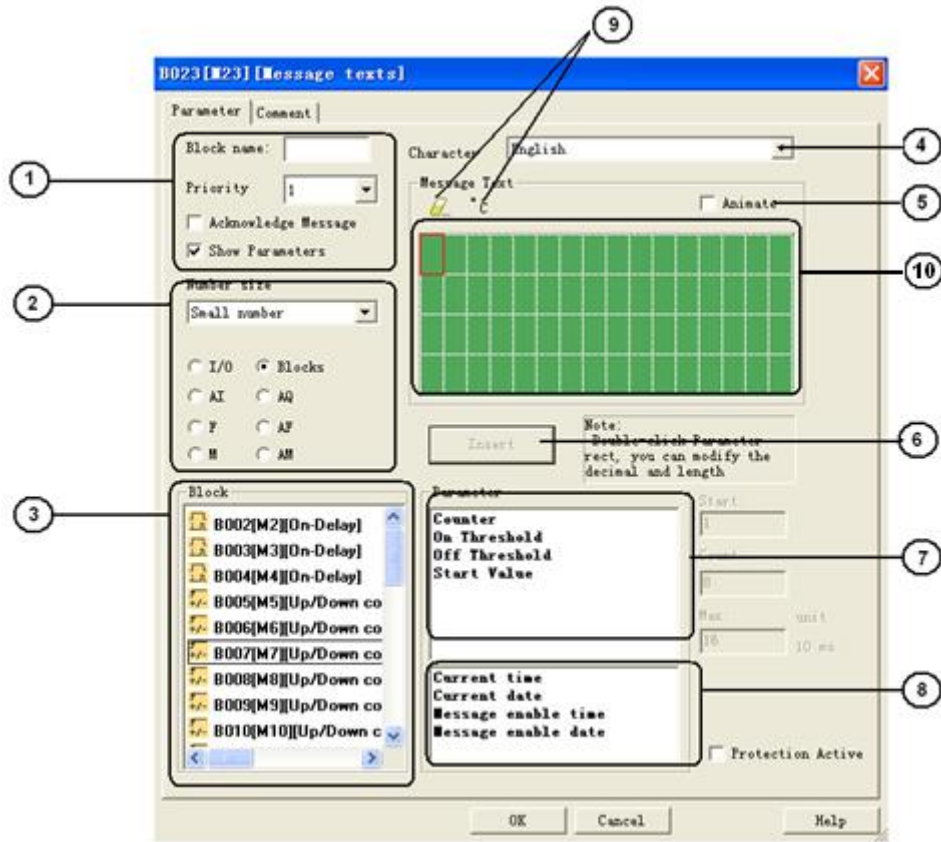 9
B023[M23][Message texts]
Parameter
Comment
1
Block name:
Priority
1
Acknowledge Message
Show Parameters
Character
English
4
Message Text
°C
Animate
5
10
2
Number size
Small number
I/O
Blocks
AI
AQ
F
AF
M
AM
Insert
Note:
Double-click Parameter
rect, you can modify the
decimal and length
6
3
Block
B002[M2][On-Delay]
B003[M3][On-Delay]
B004[M4][On-Delay]
B005[M5][Up/Down co
B006[M6][Up/Down co
B007[M7][Up/Down co
B008[M8][Up/Down co
B009[M9][Up/Down co
B010[M10][Up/Down c
Parameter
Counter
On Threshold
Off Threshold
Start Value
7
Start
1
8
Max
16
unit
10 ms
Current time
Current date
Message enable time
Message enable date
8
Protection Active
OK
Cancel
Help